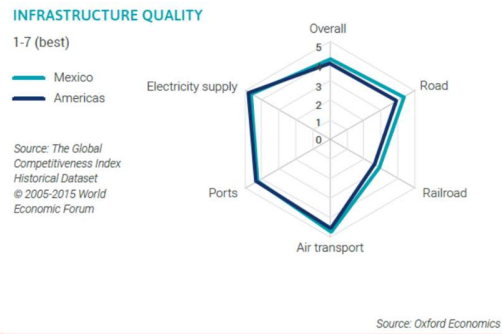 INFRASTRUCTURE QUALITY
1-7 (best)
Mexico
Americas
Source: The Global
Competitiveness Index
Historical Dataset
© 2005-2015 World
Economic Forum
Overall
5
4
3
2
1
0
Electricity supply
Road
Ports
Railroad
Air transport
Source: Oxford Economics